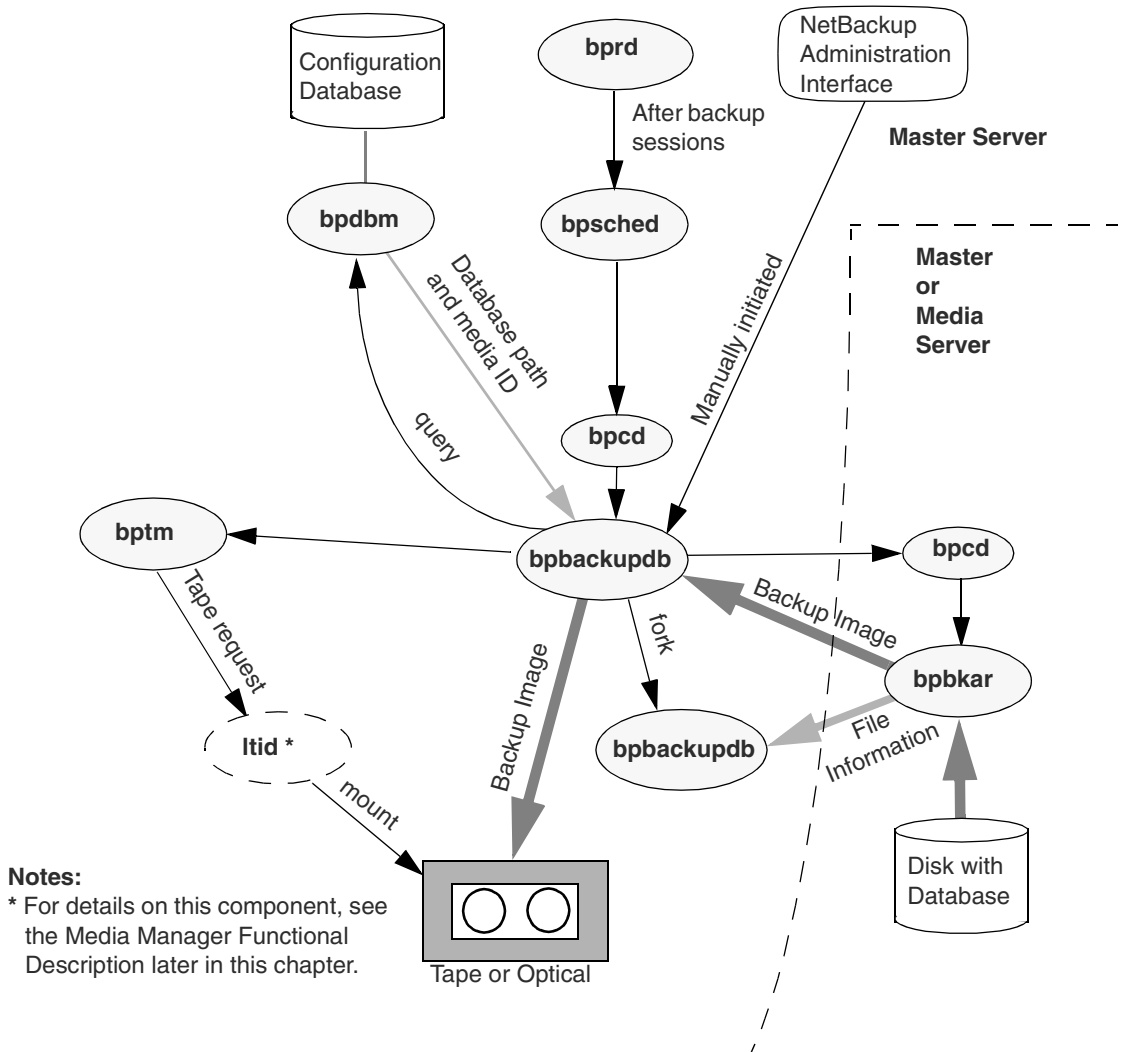 NetBackup
Administration
Interface
bprd
Configuration
Database
After backup
sessions
Master Server
bpdbm
bpsched
Master
or
Media
Server
Database path
and media ID
Manually initiated
query
bpcd
bptm
bpbackupdb
bpcd
Tape request
Backup Image
fork
Backup Image
bpbkar
ltid *
bpbackupdb
File
Information
mount
Disk with
Database
Notes:
* For details on this component, see
the Media Manager Functional
Description later in this chapter.
Tape or Optical